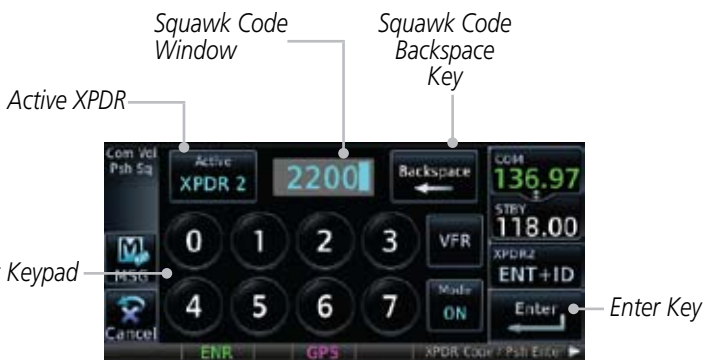 Squawk Code
Window
Squawk Code
Backspace
Key
Active XPDR
Com Vol
Psh Sq
Active
XPDR 2
2200
Backspace
COM
136.97
STBY
118.00
0 1 2 3
VFR
XPDR2
ENT+ID
MSG
Keypad
4 5 6 7
Mode
ON
Enter
Enter Key
Cancel
ENR
GPS
XPDR Code / Psh Enter